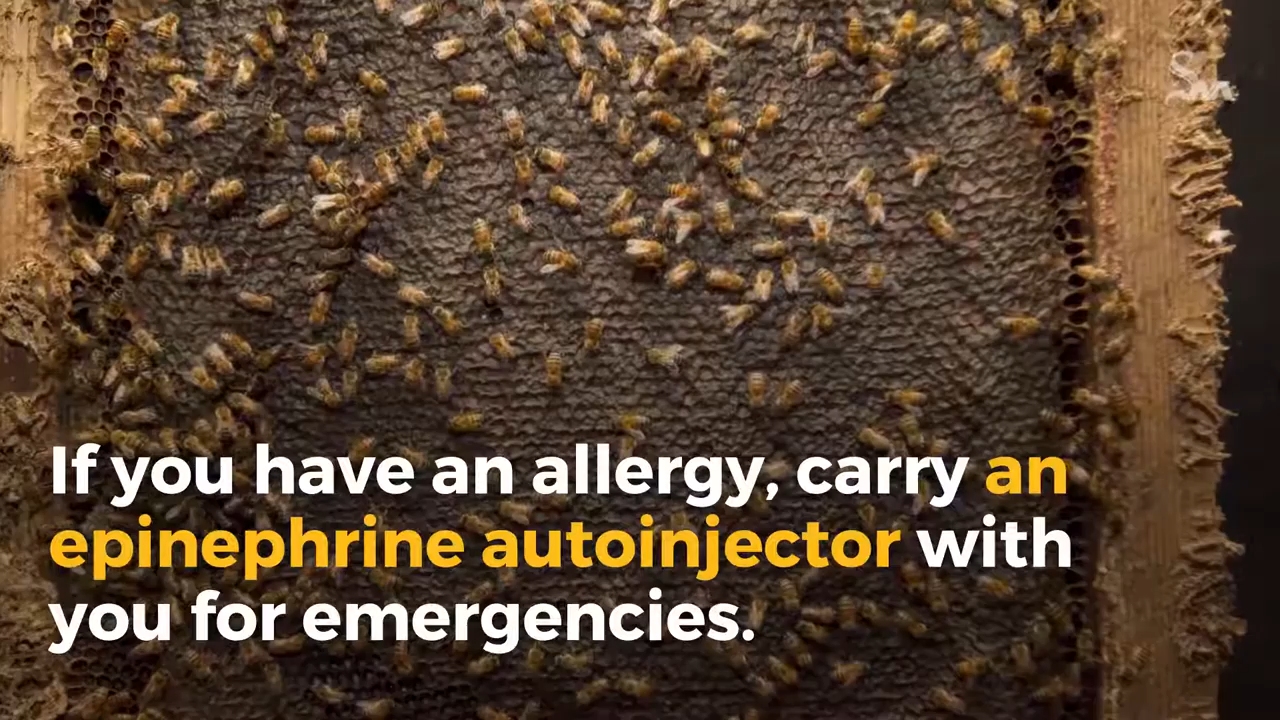 If you have an allergy, carry an
epinephrine autoinjector with
you for emergencies.